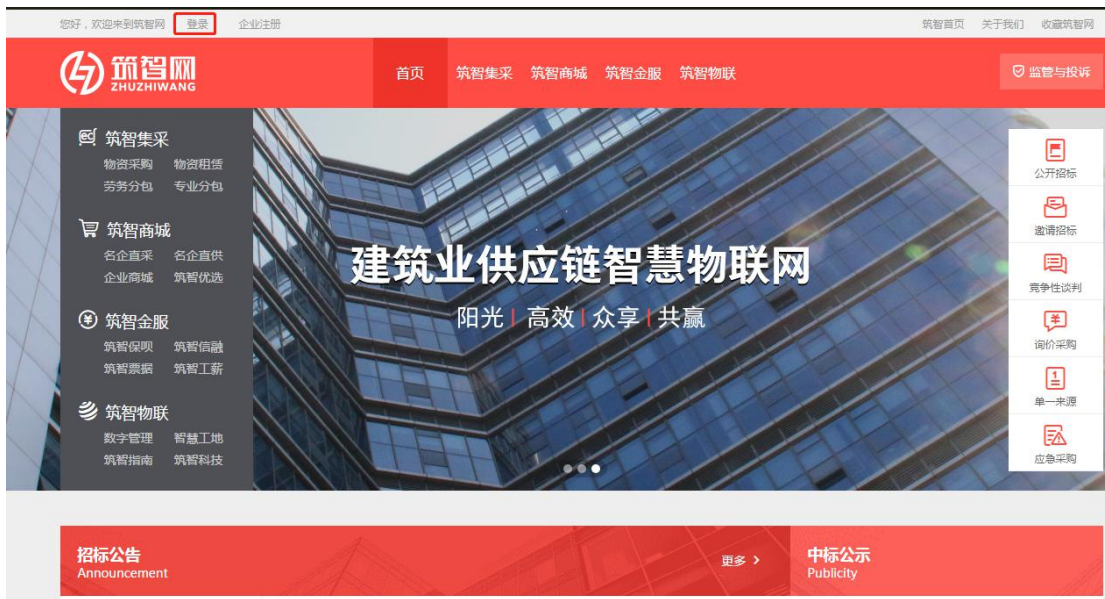 您好，欢迎来到筑智网 登录 企业注册 筑智首页 关于我们 收藏筑智网
筑智网
ZHUZHIWANG
首页 筑智集采 筑智商城 筑智金服 筑智物联
监管与投诉
筑智集采
物资采购 物资租赁
劳务分包 专业分包
筑智商城
名企直采 名企直供
企业商城 筑智优选
筑智金服
筑智保呗 筑智信融
筑智票据 筑智工薪
筑智物联
数字管理 智慧工地
筑智指南 筑智科技
建筑业供应链智慧物联网
阳光 | 高效 | 众享 | 共赢
公开招标
邀请招标
竞争性谈判
询价采购
单一来源
应急采购
招标公告
Announcement
更多 >
中标公示
Publicity